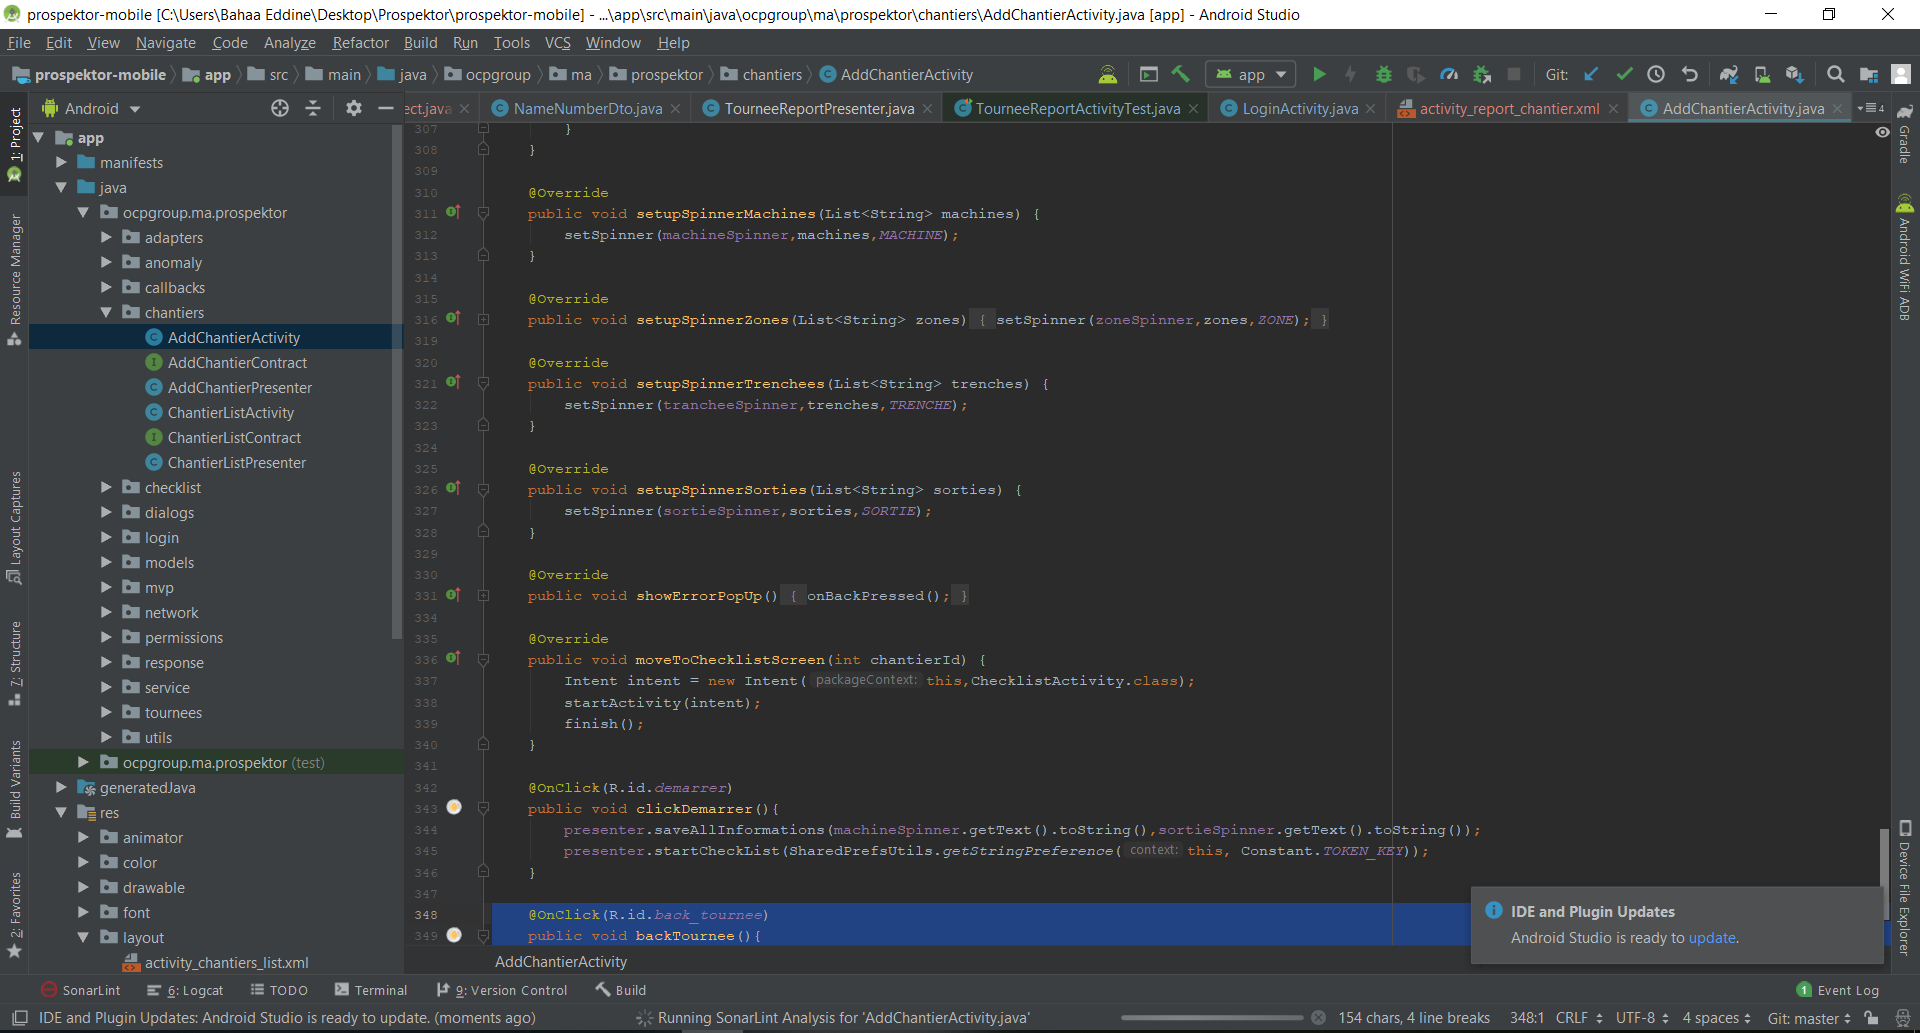 prospektor-mobile [C:\Users\Bahaa Eddine\Desktop\Prospektor\prospektor-mobile] - ...\app\src\main\java\ocpgroup\ma\prospektor\chantiers\AddChantierActivity.java [app] - Android Studio
File Edit View Navigate Code Analyze Refactor Build Run Tools VCS Window Help
prospektor-mobile app src main java ocpgroup ma prospektor chantiers AddChantierActivity app Git:
Android
ect.java NameNumberDto.java TourneeReportPresenter.java TourneeReportActivityTest.java LoginActivity.java activity_report_chantier.xml AddChantierActivity.java 4
1: Project
Resource Manager
Layout Captures
7: Structure
Build Variants
2: Favorites
app
manifests
java
ocpgroup.ma.prospektor
adapters
anomaly
callbacks
chantiers
AddChantierActivity
AddChantierContract
AddChantierPresenter
ChantierListActivity
ChantierListContract
ChantierListPresenter
checklist
dialogs
login
models
mvp
network
permissions
response
service
tournees
utils
ocpgroup.ma.prospektor (test)
generatedJava
res
animator
color
drawable
font
layout
activity_chantiers_list.xml
307 }
308 }
309
310 @Override
311 public void setupSpinnerMachines(List<String> machines) {
312 setSpinner(machineSpinner,machines,MACHINE);
313 }
314
315 @Override
316 public void setupSpinnerZones(List<String> zones) { setSpinner(zoneSpinner,zones,ZONE); }
319
320 @Override
321 public void setupSpinnerTrenchees(List<String> trenches) {
322 setSpinner(trancheeSpinner,trenches,TRENCHE);
323 }
324
325 @Override
326 public void setupSpinnerSorties(List<String> sorties) {
327 setSpinner(sortieSpinner,sorties,SORTIE);
328 }
329
330 @Override
331 public void showErrorPopUp() { onBackPressed(); }
334
335 @Override
336 public void moveToChecklistScreen(int chantierId) {
337 Intent intent = new Intent( packageContext: this,ChecklistActivity.class);
338 startActivity(intent);
339 finish();
340 }
341
342 @OnClick(R.id.demarrer)
343 public void clickDemarrer(){
344 presenter.saveAllInformations(machineSpinner.getText().toString(),sortieSpinner.getText().toString());
345 presenter.startCheckList(SharedPrefsUtils.getStringPreference( context: this, Constant.TOKEN_KEY));
346 }
347
348 @OnClick(R.id.back_tournee)
349 public void backTournee(){
AddChantierActivity
Gradle
Android WiFi ADB
Device File Explorer
IDE and Plugin Updates
Android Studio is ready to update.
SonarLint 6: Logcat TODO Terminal 9: Version Control Build 1 Event Log
IDE and Plugin Updates: Android Studio is ready to update. (moments ago) Running SonarLint Analysis for 'AddChantierActivity.java' 154 chars, 4 line breaks 348:1 CRLF UTF-8 4 spaces Git: master